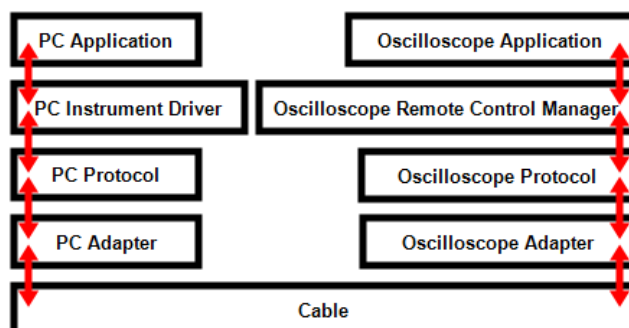 PC Application
Oscilloscope Application
PC Instrument Driver
Oscilloscope Remote Control Manager
PC Protocol
Oscilloscope Protocol
PC Adapter
Oscilloscope Adapter
Cable